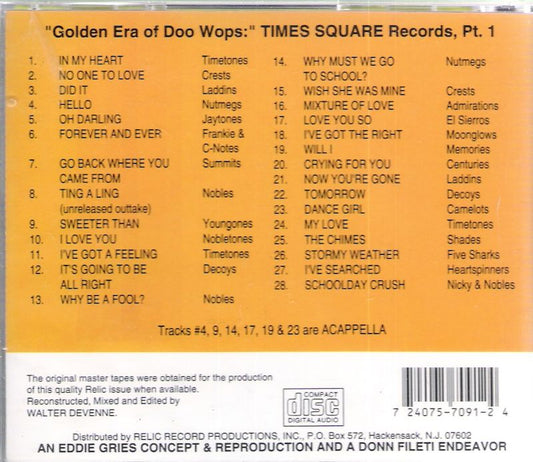 "Golden Era of Doo Wops:" TIMES SQUARE Records, Pt. 1
1. IN MY HEART Timetones
2. NO ONE TO LOVE Crests
3. DID IT Laddins
4. HELLO Nutmegs
5. OH DARLING Jaytones
6. FOREVER AND EVER Frankie &
C-Notes
7. GO BACK WHERE YOU Summits
CAME FROM
8. TING A LING Nobles
(unreleased outtake)
9. SWEETER THAN Youngones
10. I LOVE YOU Nobletones
11. I'VE GOT A FEELING Timetones
12. IT'S GOING TO BE Decoys
ALL RIGHT
13. WHY BE A FOOL? Nobles
14. WHY MUST WE GO Nutmegs
TO SCHOOL?
15. WISH SHE WAS MINE Crests
16. MIXTURE OF LOVE Admirations
17. LOVE YOU SO El Sierros
18. I'VE GOT THE RIGHT Moonglows
19. WILL I Memories
20. CRYING FOR YOU Centuries
21. NOW YOU'RE GONE Laddins
22. TOMORROW Decoys
23. DANCE GIRL Camelots
24. MY LOVE Timetones
25. THE CHIMES Shades
26. STORMY WEATHER Five Sharks
27. I'VE SEARCHED Heartspinners
28. SCHOOLDAY CRUSH Nicky & Nobles
Tracks #4, 9, 14, 17, 19 & 23 are ACAPPELLA
The original master tapes were obtained for the production
of this quality Relic issue when available.
Reconstructed, Mixed and Edited by
WALTER DEVENNE.
COMPACT
disc
DIGITAL AUDIO
7 24075-7091-2 4
Distributed by RELIC RECORD PRODUCTIONS, INC., P.O. Box 572, Hackensack, N.J. 07602
AN EDDIE GRIES CONCEPT & REPRODUCTION AND A DONN FILETI ENDEAVOR